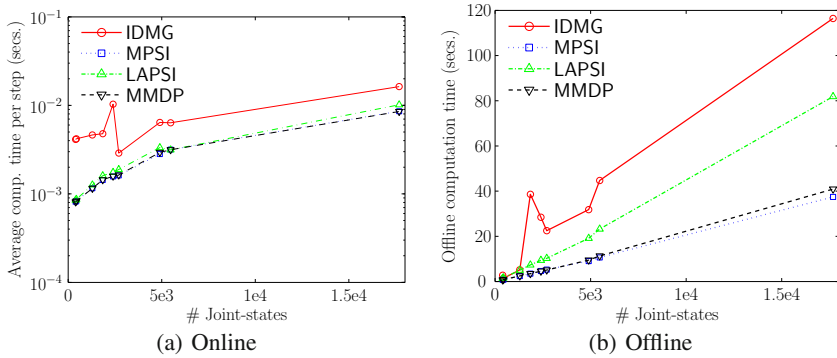 Average comp. time per step (secs.)
10^-1
10^-2
10^-3
10^-4
IDMG
MPSI
LAPSI
MMDP
0 5e3 1e4 1.5e4
# Joint-states
(a) Online
Offline computation time (secs.)
120
100
80
60
40
20
0
IDMG
MPSI
LAPSI
MMDP
0 5e3 1e4 1.5e4
# Joint-states
(b) Offline